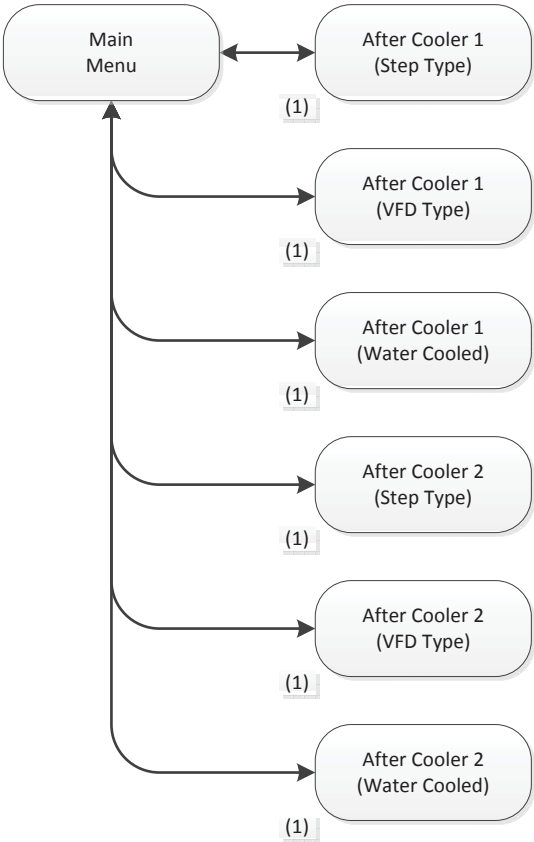 Main
Menu
After Cooler 1
(Step Type)
(1)
After Cooler 1
(VFD Type)
(1)
After Cooler 1
(Water Cooled)
(1)
After Cooler 2
(Step Type)
(1)
After Cooler 2
(VFD Type)
(1)
After Cooler 2
(Water Cooled)
(1)